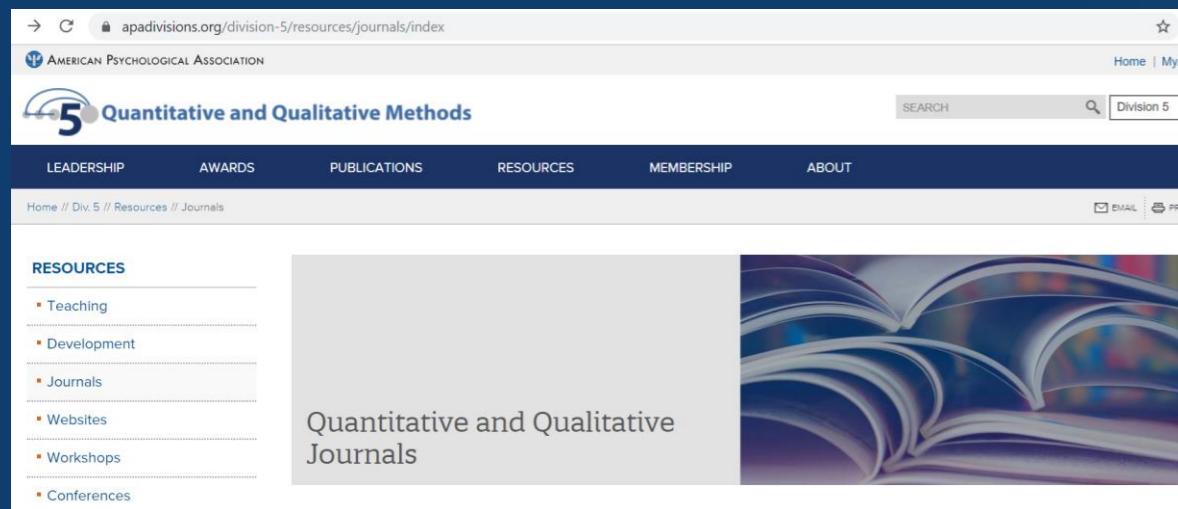 apadivisions.org/division-5/resources/journals/index
AMERICAN PSYCHOLOGICAL ASSOCIATION
Home | My
5 Quantitative and Qualitative Methods
SEARCH
Division 5
LEADERSHIP AWARDS PUBLICATIONS RESOURCES MEMBERSHIP ABOUT
Home // Div. 5 // Resources // Journals
EMAIL PR
RESOURCES
Teaching
Development
Journals
Websites
Workshops
Conferences
Quantitative and Qualitative
Journals